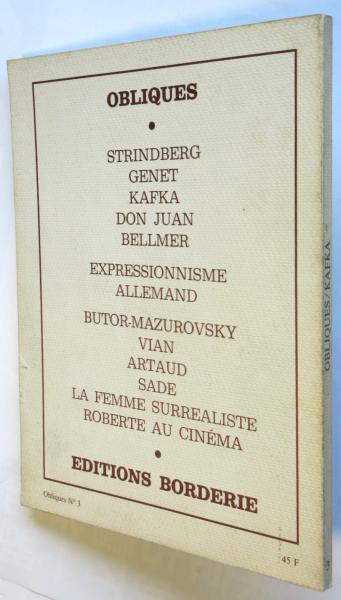 OBLIQUES
STRINDBERG
GENET
KAFKA
DON JUAN
BELLMER
EXPRESSIONNISME
ALLEMAND
BUTOR-MAZUROVSKY
VIAN
ARTAUD
SADE
LA FEMME SURREALISTE
ROBERTE AU CINÉMA
EDITIONS BORDERIE
Obliques N° 3
45 F
OBLIQUES/KAFKA
3